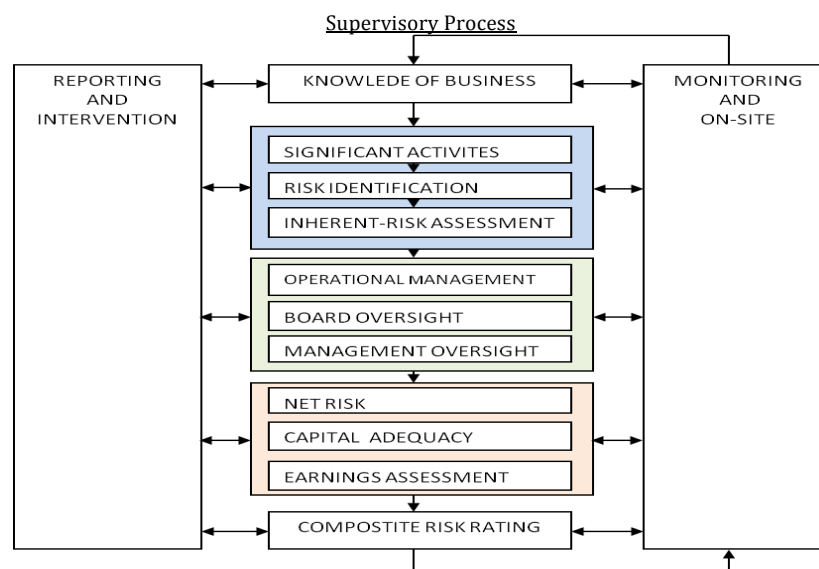 Supervisory Process
REPORTING
AND
INTERVENTION
KNOWLEDE OF BUSINESS
MONITORING
AND
ON-SITE
SIGNIFICANT ACTIVITES
RISK IDENTIFICATION
INHERENT-RISK ASSESSMENT
OPERATIONAL MANAGEMENT
BOARD OVERSIGHT
MANAGEMENT OVERSIGHT
NET RISK
CAPITAL ADEQUACY
EARNINGS ASSESSMENT
COMPOSTITE RISK RATING